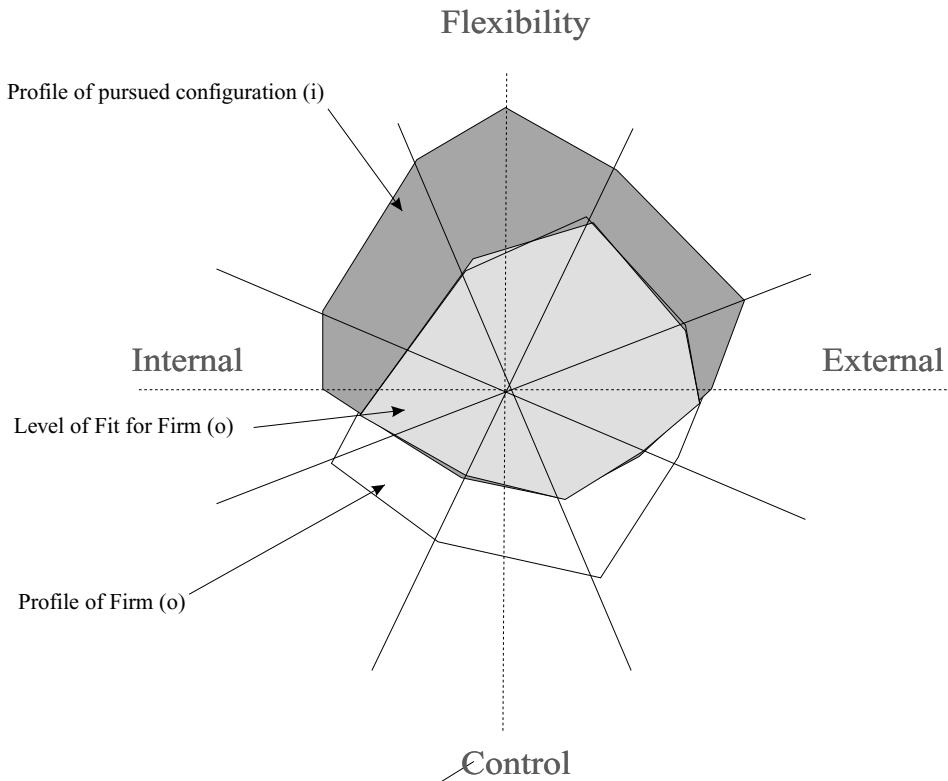 Flexibility
Profile of pursued configuration (i)
Internal
External
Level of Fit for Firm (o)
Profile of Firm (o)
Control